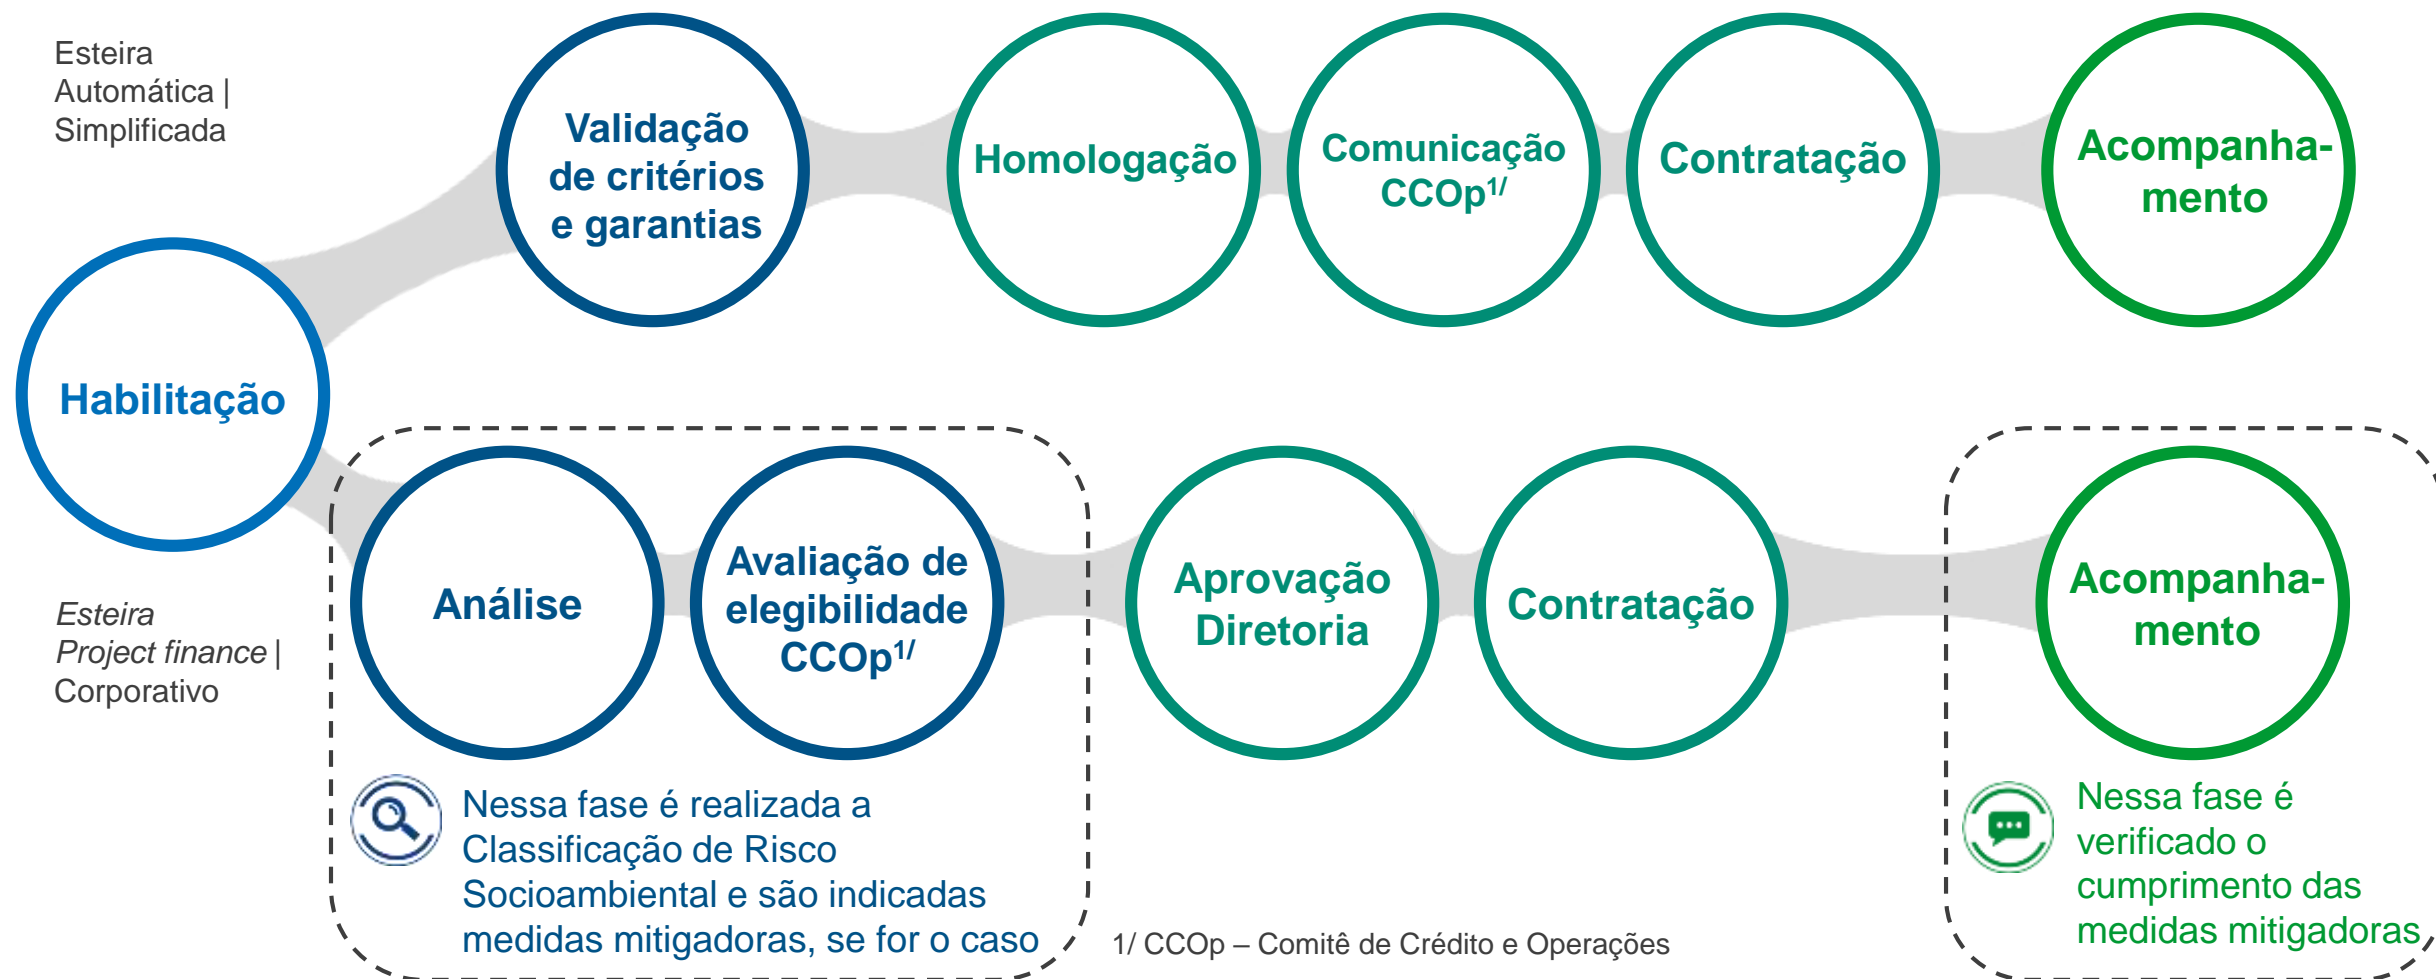 Esteira
Automática |
Simplificada
Validação
de critérios
e garantias
Homologação
Comunicação
CCOp1/
Contratação
Acompanha-
mento
Habilitação
Esteira
Project finance |
Corporativo
Análise
Avaliação de
elegibilidade
CCOp1/
Aprovação
Diretoria
Contratação
Acompanha-
mento
Nessa fase é realizada a
Classificação de Risco
Socioambiental e são indicadas
medidas mitigadoras, se for o caso
Nessa fase é
verificado o
cumprimento das
medidas mitigadoras
1/ CCOp – Comitê de Crédito e Operações